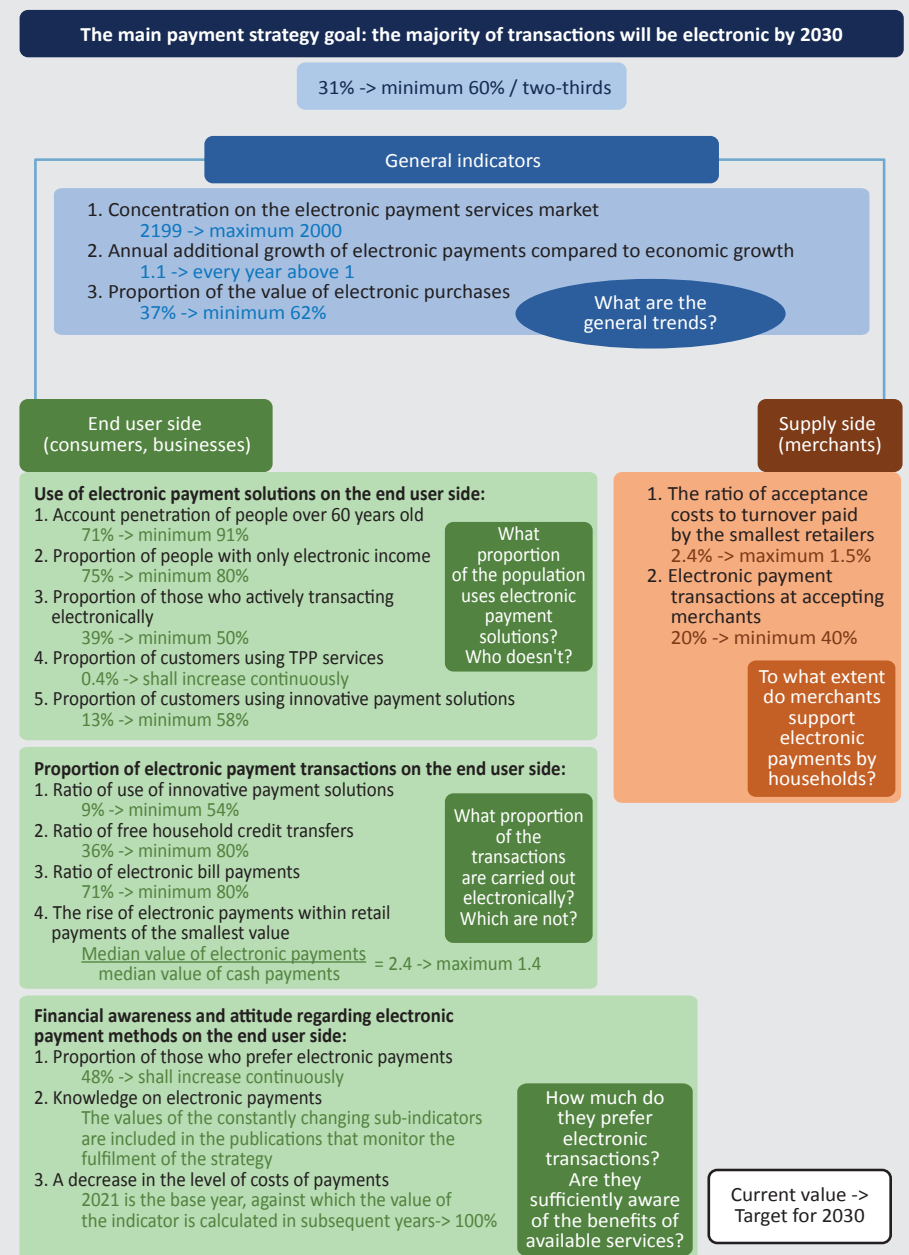 The main payment strategy goal: the majority of transactions will be electronic by 2030
31% -> minimum 60% / two-thirds
General indicators
1. Concentration on the electronic payment services market
2199 -> maximum 2000
2. Annual additional growth of electronic payments compared to economic growth
1.1 -> every year above 1
3. Proportion of the value of electronic purchases
37% -> minimum 62%
What are the
general trends?
End user side
(consumers, businesses)
Use of electronic payment solutions on the end user side:
1. Account penetration of people over 60 years old
71% -> minimum 91%
2. Proportion of people with only electronic income
75% -> minimum 80%
3. Proportion of those who actively transacting
electronically
39% -> minimum 50%
4. Proportion of customers using TPP services
0.4% -> shall increase continuously
5. Proportion of customers using innovative payment solutions
13% -> minimum 58%
What
proportion
of the population
uses electronic
payment
solutions?
Who doesn't?
Supply side
(merchants)
1. The ratio of acceptance
costs to turnover paid
by the smallest retailers
2.4% -> maximum 1.5%
2. Electronic payment
transactions at accepting
merchants
20% -> minimum 40%
To what extent
do merchants
support
electronic
payments by
households?
Proportion of electronic payment transactions on the end user side:
1. Ratio of use of innovative payment solutions
9% -> minimum 54%
2. Ratio of free household credit transfers
36% -> minimum 80%
3. Ratio of electronic bill payments
71% -> minimum 80%
4. The rise of electronic payments within retail
payments of the smallest value
Median value of electronic payments
median value of cash payments
= 2.4 -> maximum 1.4
What proportion
of the
transactions
are carried out
electronically?
Which are not?
Financial awareness and attitude regarding electronic
payment methods on the end user side:
1. Proportion of those who prefer electronic payments
48% -> shall increase continuously
2. Knowledge on electronic payments
The values of the constantly changing sub-indicators
are included in the publications that monitor the
fulfilment of the strategy
3. A decrease in the level of costs of payments
2021 is the base year, against which the value of
the indicator is calculated in subsequent years-> 100%
How much do
they prefer
electronic
transactions?
Are they
sufficiently aware
of the benefits of
available services?
Current value ->
Target for 2030